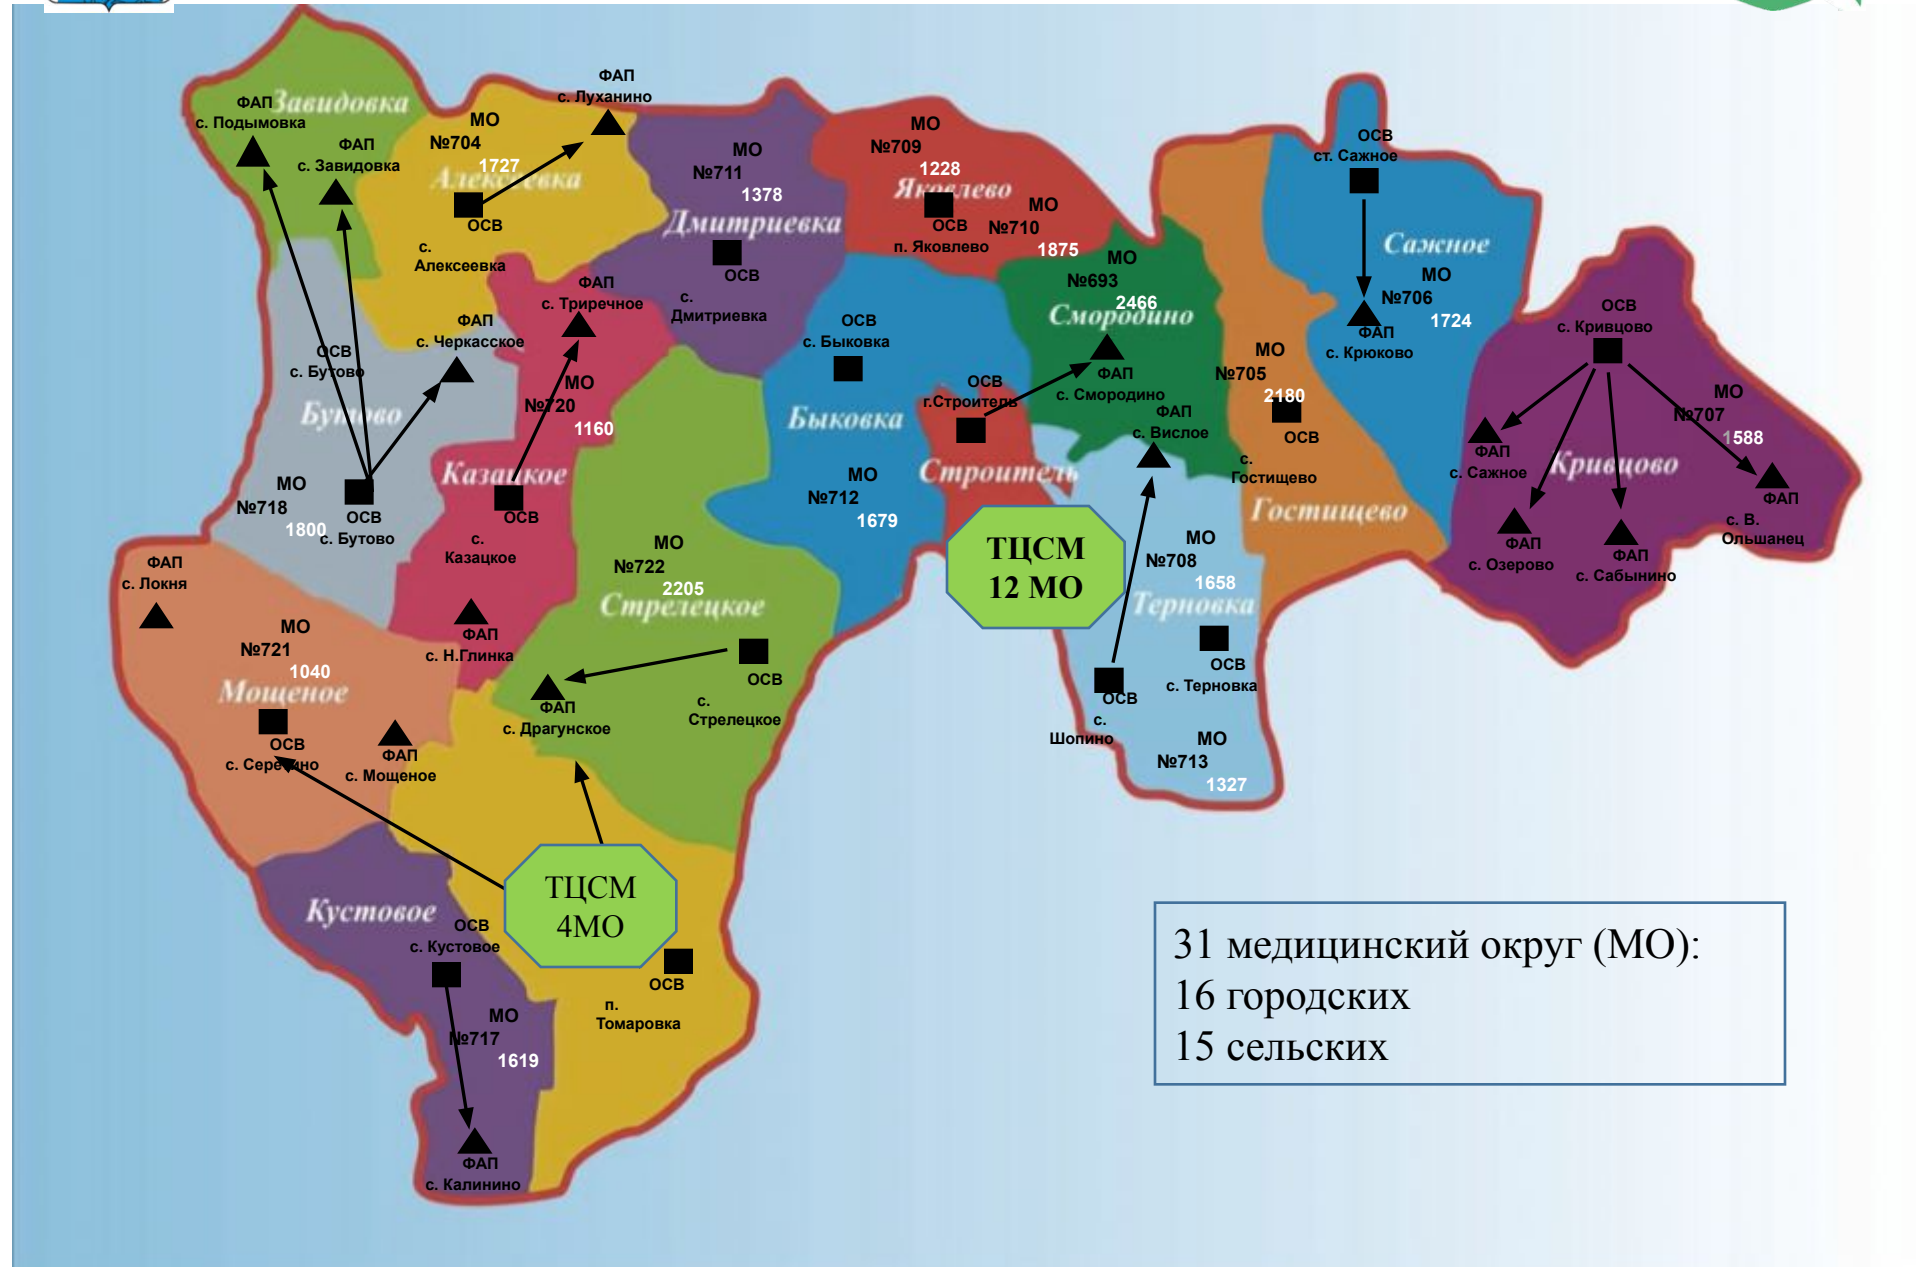 ФАП
с. Подымовка
Завидовка
ФАП
с. Завидовка
МО
№704
1727
Алексеевка
ОСВ
с.
Алексеевка
ФАП
с. Луханино
МО
№711
1378
Дмитриевка
ОСВ
с.
Дмитриевка
МО
№709
1228
Яковлево
ОСВ
п. Яковлево
МО
№710
1875
МО
№693
2466
Смородино
ФАП
с. Смородино
ОСВ
ст. Сажное
Сажное
МО
№706
1724
ФАП
с. Крюково
ОСВ
с. Кривцово
МО
№707
1588
Кривцово
ФАП
с. Сажное
ФАП
с. Озерово
ФАП
с. Сабынино
ФАП
с. В.
Ольшанец
МО
№705
2180
ОСВ
с.
Гостищево
Гостищево
ФАП
с. Триречное
ФАП
с. Черкасское
ОСВ
с. Бутово
Бутово
МО
№718
1800
ОСВ
с. Бутово
МО
№720
1160
Казацкое
ОСВ
с.
Казацкое
ФАП
с. Н.Глинка
ОСВ
с. Быковка
Быковка
МО
№712
1679
ОСВ
г.Строитель
Строитель
ФАП
с. Вислое
ТЦСМ
12 МО
МО
№708
1658
Терновка
ОСВ
с. Терновка
ОСВ
с.
Шопино
МО
№713
1327
МО
№722
2205
Стрелецкое
ОСВ
с.
Стрелецкое
ФАП
с. Драгунское
ФАП
с. Локня
МО
№721
1040
Мощеное
ОСВ
с. Серетино
ФАП
с. Мощеное
Кустовое
ОСВ
с. Кустовое
МО
№717
1619
ФАП
с. Калинино
ТЦСМ
4МО
ОСВ
п.
Томаровка
31 медицинский округ (МО):
16 городских
15 сельских